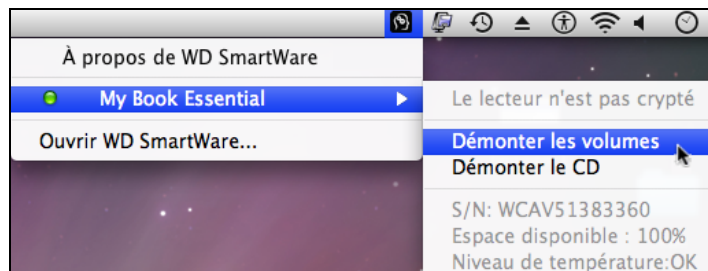 À propos de WD SmartWare
My Book Essential
Ouvrir WD SmartWare...
Le lecteur n'est pas crypté
Démonter les volumes
Démonter le CD
S/N: WCAV51383360
Espace disponible : 100%
Niveau de température:OK